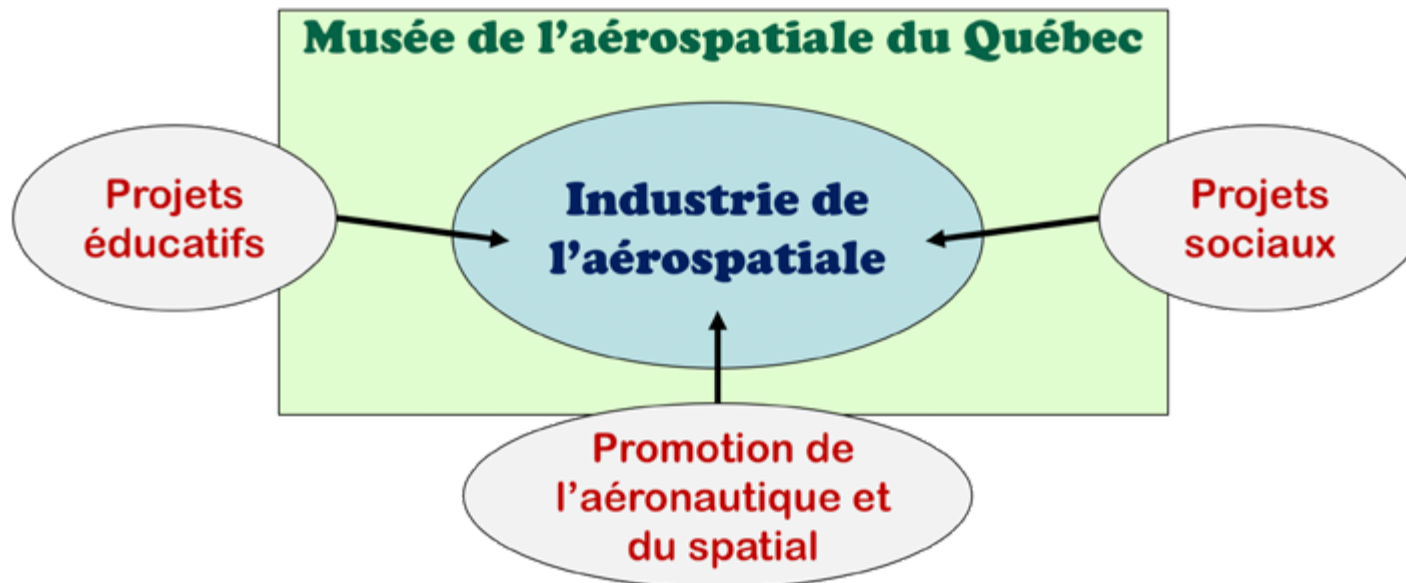 Musée de l'aérospatiale du Québec
Projets
éducatifs
Industrie de
l'aérospatiale
Projets
sociaux
Promotion de
l'aéronautique et
du spatial